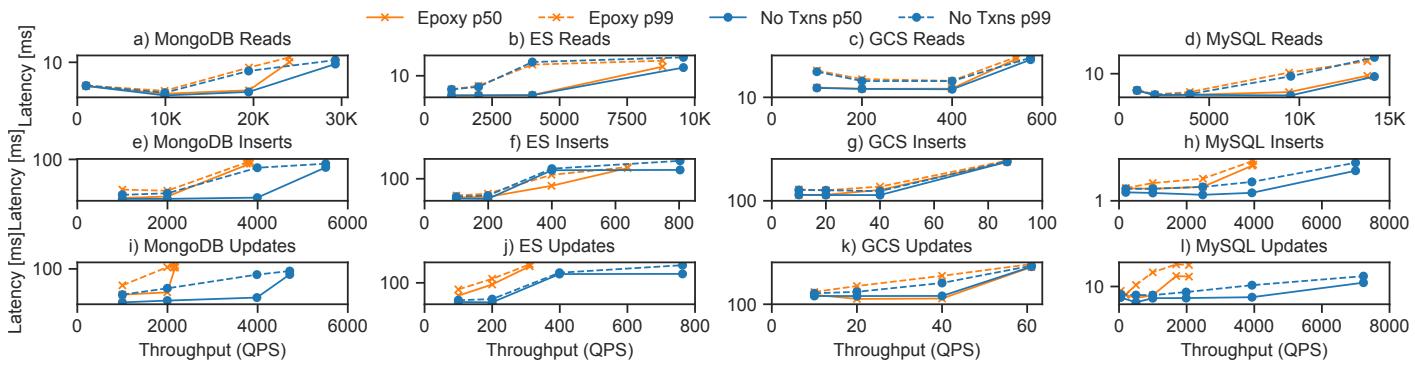 Epoxy p50 Epoxy p99 No Txns p50 No Txns p99
a) MongoDB Reads b) ES Reads c) GCS Reads d) MySQL Reads
Latency [ms]
10 10 10 10
0 10K 20K 30K 0 2500 5000 7500 10K 0 200 400 600 0 5000 10K 15K
e) MongoDB Inserts f) ES Inserts g) GCS Inserts h) MySQL Inserts
Latency [ms]
100 100 100 1
0 2000 4000 6000 0 200 400 600 800 0 20 40 60 80 100 0 2000 4000 6000 8000
i) MongoDB Updates j) ES Updates k) GCS Updates l) MySQL Updates
Latency [ms]
100 100 100 10
0 2000 4000 6000 0 200 400 600 800 0 20 40 60 0 2000 4000 6000 8000
Throughput (QPS) Throughput (QPS) Throughput (QPS) Throughput (QPS)